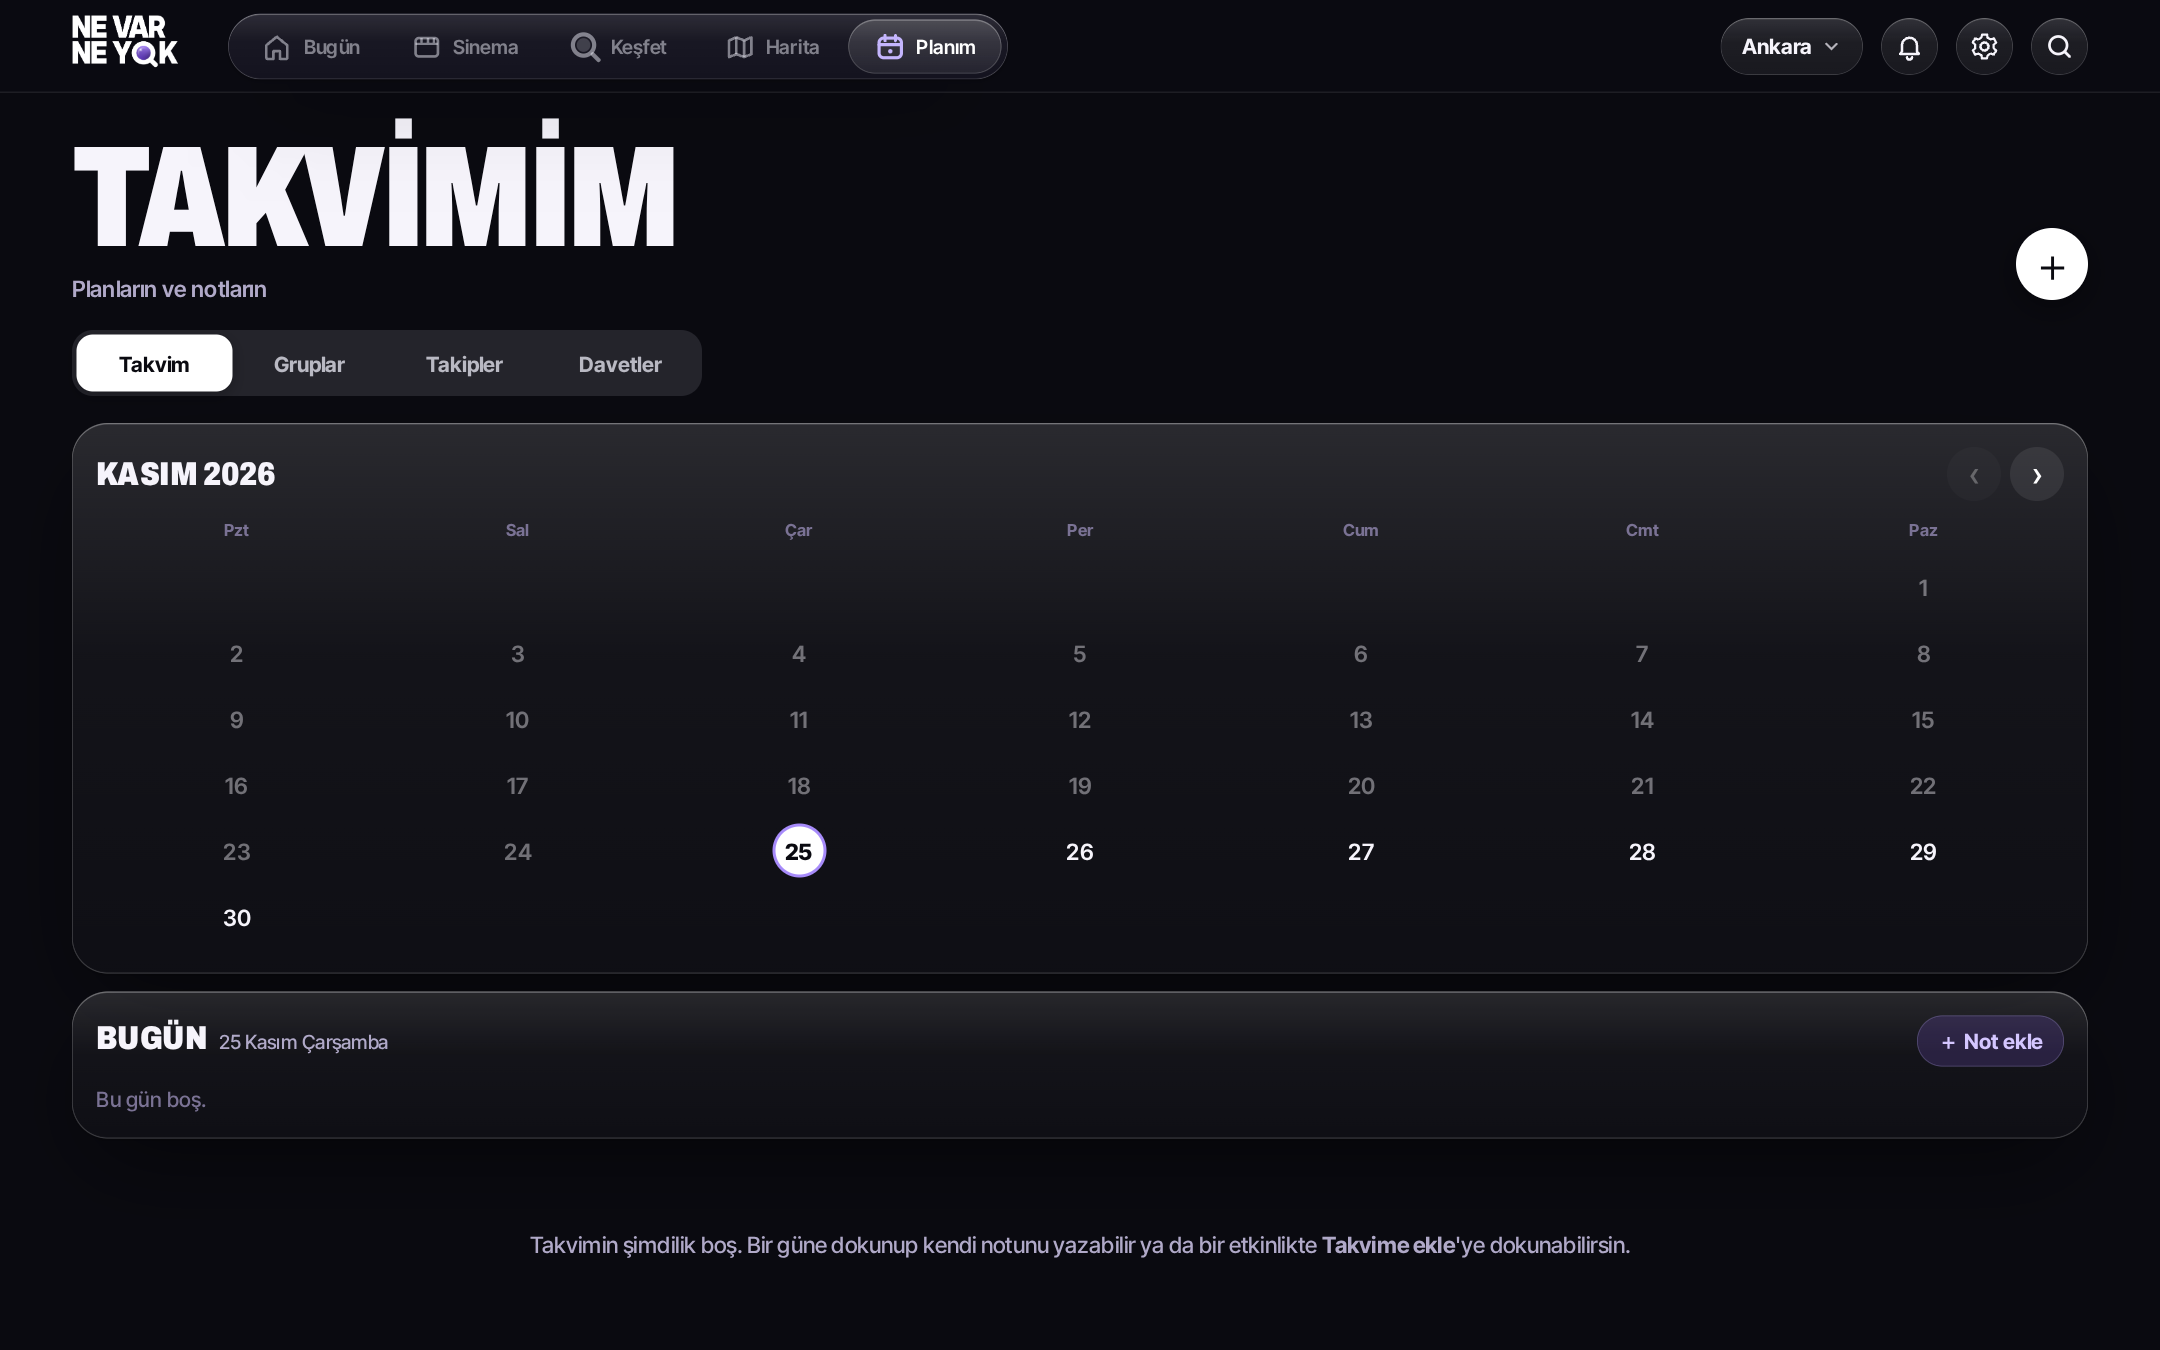 NE VAR
NE YOK
Bugün
Sinema
Keşfet
Harita
Planım
Ankara
TAKVİMİM
Planların ve notların
Takvim
Gruplar
Takipler
Davetler
KASIM 2026
Pzt Sal Çar Per Cum Cmt Paz
1
2 3 4 5 6 7 8
9 10 11 12 13 14 15
16 17 18 19 20 21 22
23 24 25 26 27 28 29
30
BUGÜN 25 Kasım Çarşamba
+ Not ekle
Bu gün boş.
Takvimin şimdilik boş. Bir güne dokunup kendi notunu yazabilir ya da bir etkinlikte Takvime ekle'ye dokunabilirsin.